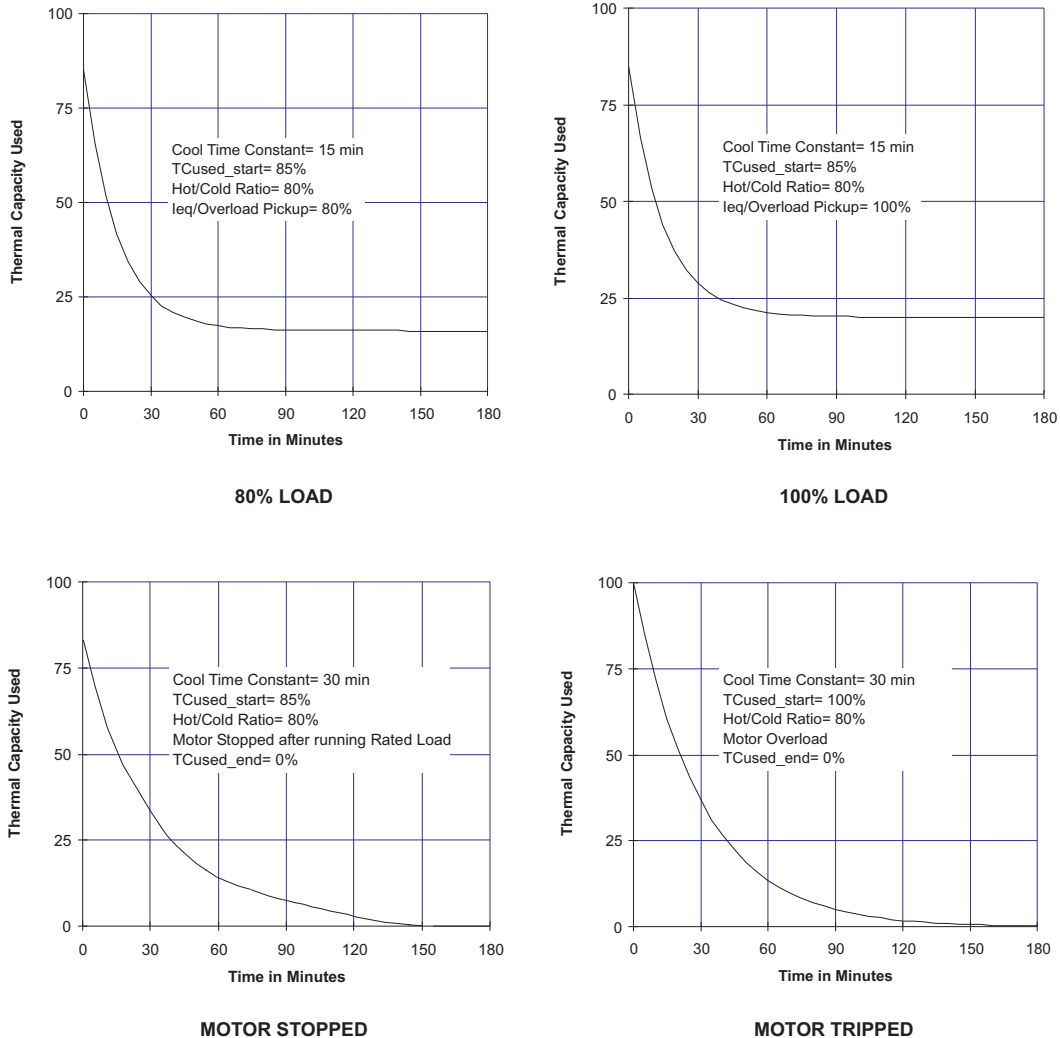 100
75
50
25
0
Thermal Capacity Used
Cool Time Constant= 15 min
TCused_start= 85%
Hot/Cold Ratio= 80%
Ieq/Overload Pickup= 80%
0 30 60 90 120 150 180
Time in Minutes
80% LOAD
100
75
50
25
0
Thermal Capacity Used
Cool Time Constant= 15 min
TCused_start= 85%
Hot/Cold Ratio= 80%
Ieq/Overload Pickup= 100%
0 30 60 90 120 150 180
Time in Minutes
100% LOAD
100
75
50
25
0
Thermal Capacity Used
Cool Time Constant= 30 min
TCused_start= 85%
Hot/Cold Ratio= 80%
Motor Stopped after running Rated Load
TCused_end= 0%
0 30 60 90 120 150 180
Time in Minutes
MOTOR STOPPED
100
75
50
25
0
Thermal Capacity Used
Cool Time Constant= 30 min
TCused_start= 100%
Hot/Cold Ratio= 80%
Motor Overload
TCused_end= 0%
0 30 60 90 120 150 180
Time in Minutes
MOTOR TRIPPED